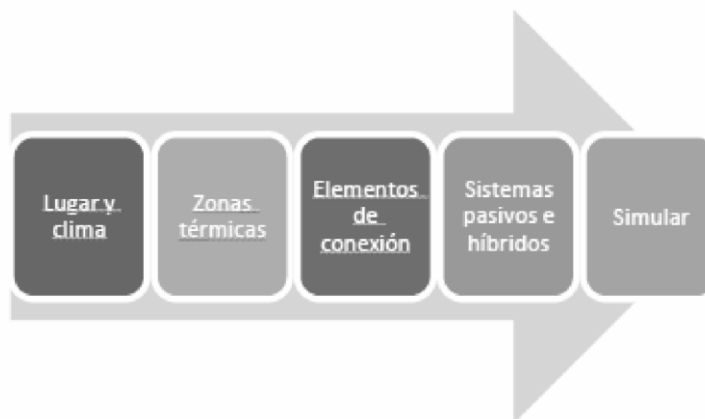 Lugar y
clima
Zonas
térmicas
Elementos
de
conexión
Sistemas
pasivos e
híbridos
Simular